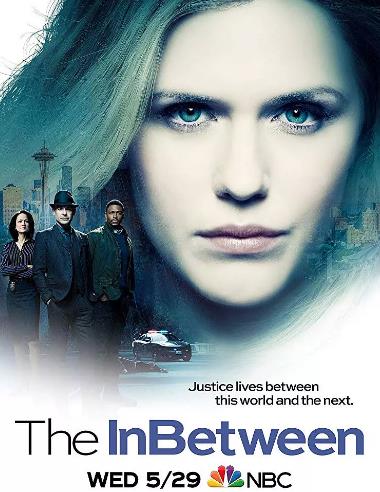 Justice lives between
this world and the next.
The InBetween
WED 5/29 NBC